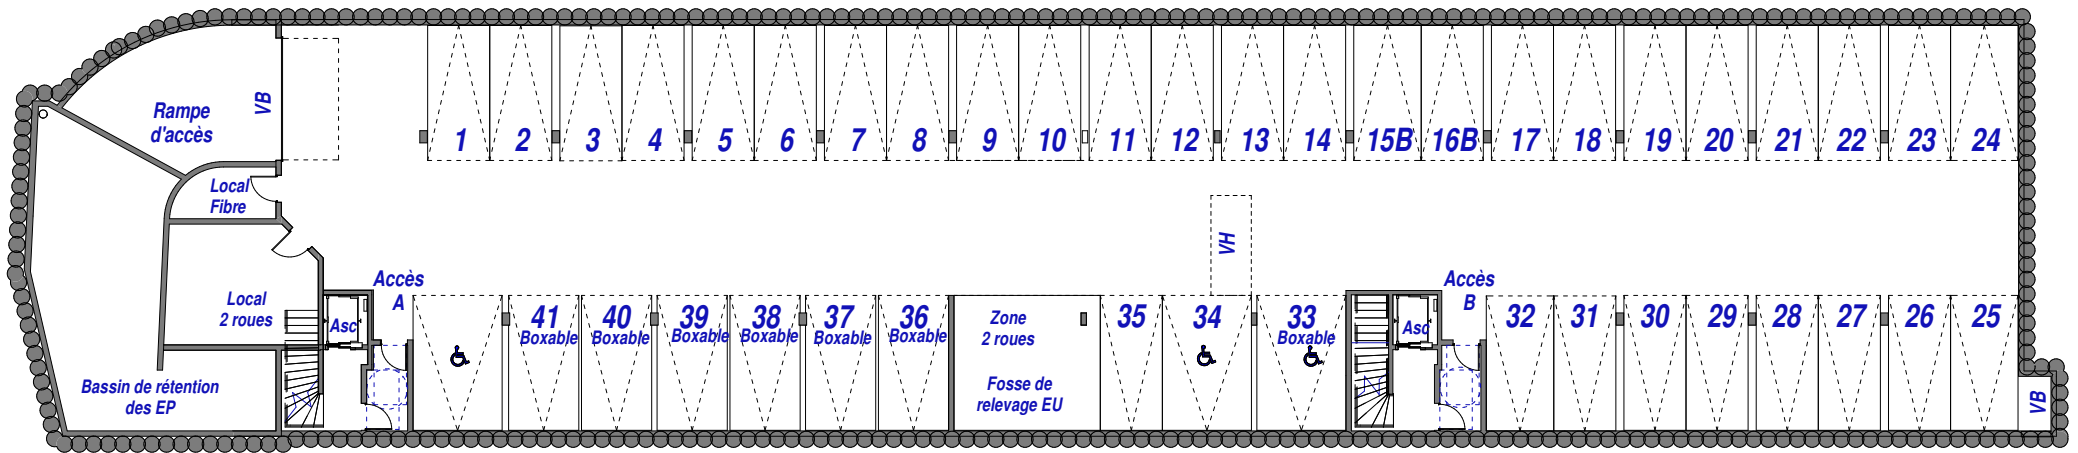 1 2 3 4 5 6 7 8 9 10 11 12 13 14 15B 16B 17 18 19 20 21 22 23 24
Rampe
d'accès
VB
Local
Fibre
VH
Local
2 roues
Asc
Accès
A
41 40 39 38 37 36
Boxable Boxable Boxable Boxable Boxable Boxable
Zone
2 roues
Fosse de
relevage EU
35 34 33
Boxable
Asc
Accès
B
32 31 30 29 28 27 26 25
Bassin de rétention
des EP
VB